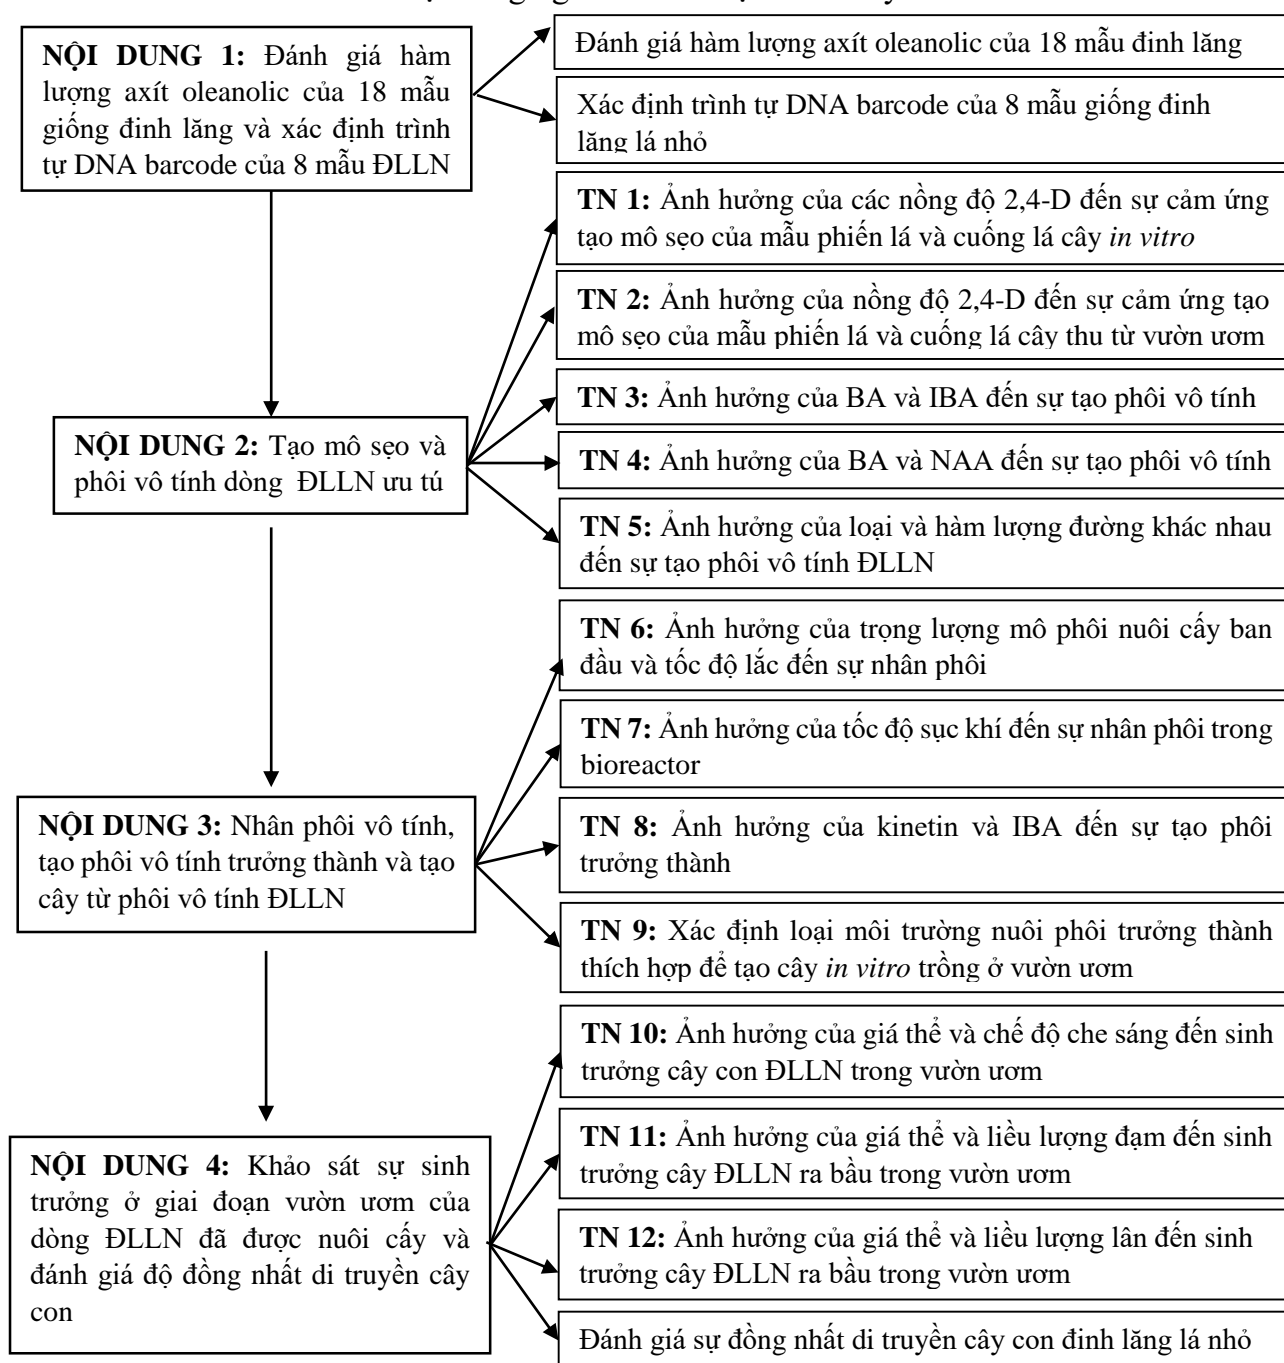 NỘI DUNG 1: Đánh giá hàm
lượng axít oleanolic của 18 mẫu
giống đinh lăng và xác định trình
tự DNA barcode của 8 mẫu ĐLLN
Đánh giá hàm lượng axít oleanolic của 18 mẫu đinh lăng
Xác định trình tự DNA barcode của 8 mẫu giống đinh
lăng lá nhỏ
TN 1: Ảnh hưởng của các nồng độ 2,4-D đến sự cảm ứng
tạo mô sẹo của mẫu phiến lá và cuống lá cây in vitro
TN 2: Ảnh hưởng của nồng độ 2,4-D đến sự cảm ứng tạo
mô sẹo của mẫu phiến lá và cuống lá cây thu từ vườn ươm
TN 3: Ảnh hưởng của BA và IBA đến sự tạo phôi vô tính
NỘI DUNG 2: Tạo mô sẹo và
phôi vô tính dòng ĐLLN ưu tú
TN 4: Ảnh hưởng của BA và NAA đến sự tạo phôi vô tính
TN 5: Ảnh hưởng của loại và hàm lượng đường khác nhau
đến sự tạo phôi vô tính ĐLLN
TN 6: Ảnh hưởng của trọng lượng mô phôi nuôi cấy ban
đầu và tốc độ lắc đến sự nhân phôi
TN 7: Ảnh hưởng của tốc độ sục khí đến sự nhân phôi trong
bioreactor
NỘI DUNG 3: Nhân phôi vô tính,
tạo phôi vô tính trưởng thành và tạo
cây từ phôi vô tính ĐLLN
TN 8: Ảnh hưởng của kinetin và IBA đến sự tạo phôi
trưởng thành
TN 9: Xác định loại môi trường nuôi phôi trưởng thành
thích hợp để tạo cây in vitro trồng ở vườn ươm
TN 10: Ảnh hưởng của giá thể và chế độ che sáng đến sinh
trưởng cây con ĐLLN trong vườn ươm
TN 11: Ảnh hưởng của giá thể và liều lượng đạm đến sinh
trưởng cây ĐLLN ra bầu trong vườn ươm
NỘI DUNG 4: Khảo sát sự sinh
trưởng ở giai đoạn vườn ươm của
dòng ĐLLN đã được nuôi cấy và
đánh giá độ đồng nhất di truyền cây
con
TN 12: Ảnh hưởng của giá thể và liều lượng lân đến sinh
trưởng cây ĐLLN ra bầu trong vườn ươm
Đánh giá sự đồng nhất di truyền cây con đinh lăng lá nhỏ